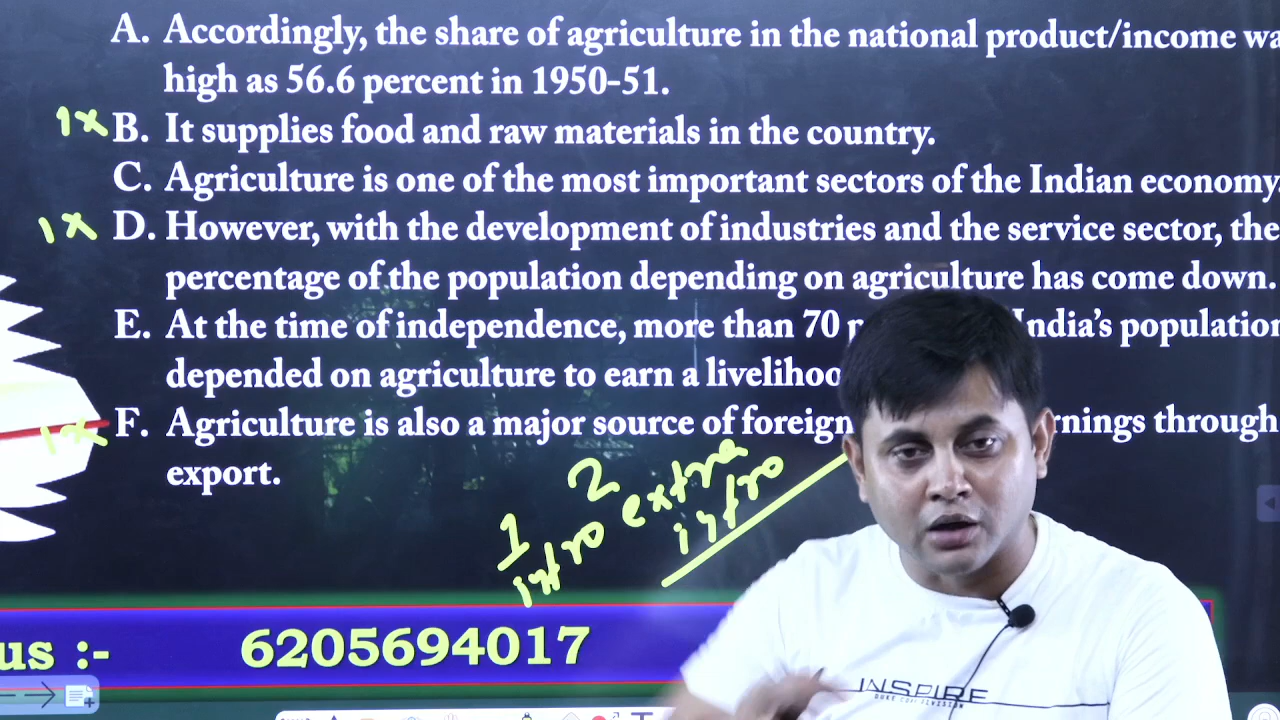 A. Accordingly, the share of agriculture in the national product/income wa
high as 56.6 percent in 1950-51.
1x B. It supplies food and raw materials in the country.
C. Agriculture is one of the most important sectors of the Indian economy.
1x D. However, with the development of industries and the service sector, the
percentage of the population depending on agriculture has come down.
E. At the time of independence, more than 70 India's population
depended on agriculture to earn a livelihoo
1x F. Agriculture is also a major source of foreign rnings through
export.
1 2
intro extra
intro
us :- 6205694017
INSPIRE